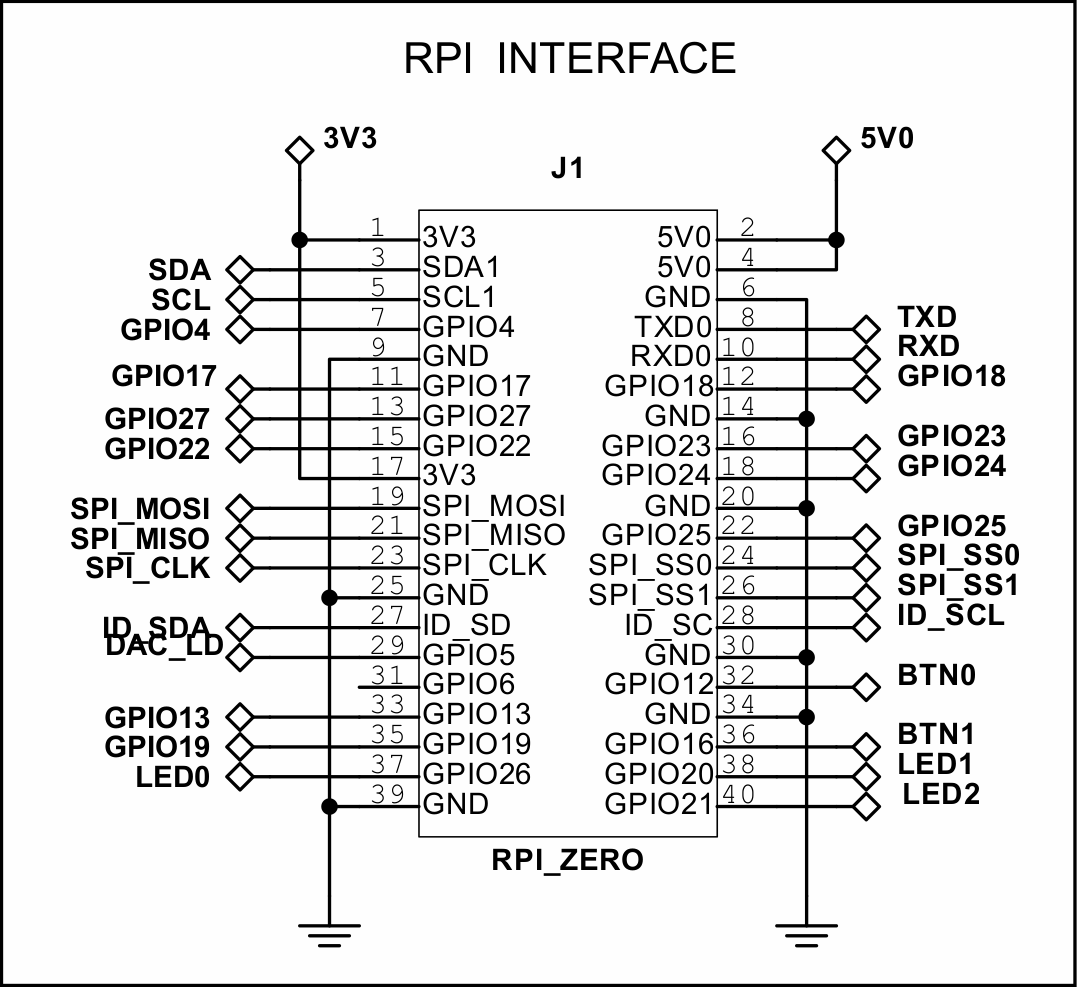 RPI INTERFACE
3V3 5V0
J1
1 3V3 5V0 2
SDA 3 SDA1 5V0 4
SCL 5 SCL1 GND 6
GPIO4 7 GPIO4 TXD0 8 TXD
9 GND RXD0 10 RXD
GPIO17 11 GPIO17 GPIO18 12 GPIO18
GPIO27 13 GPIO27 GND 14
GPIO22 15 GPIO22 GPIO23 16 GPIO23
17 3V3 GPIO24 18 GPIO24
SPI_MOSI 19 SPI_MOSI GND 20
SPI_MISO 21 SPI_MISO GPIO25 22 GPIO25
SPI_CLK 23 SPI_CLK SPI_SS0 24 SPI_SS0
25 GND SPI_SS1 26 SPI_SS1
ID_SDA 27 ID_SD ID_SC 28 ID_SCL
DAC_LD 29 GPIO5 GND 30
31 GPIO6 GPIO12 32 BTN0
GPIO13 33 GPIO13 GND 34
GPIO19 35 GPIO19 GPIO16 36 BTN1
LED0 37 GPIO26 GPIO20 38 LED1
39 GND GPIO21 40 LED2
RPI_ZERO